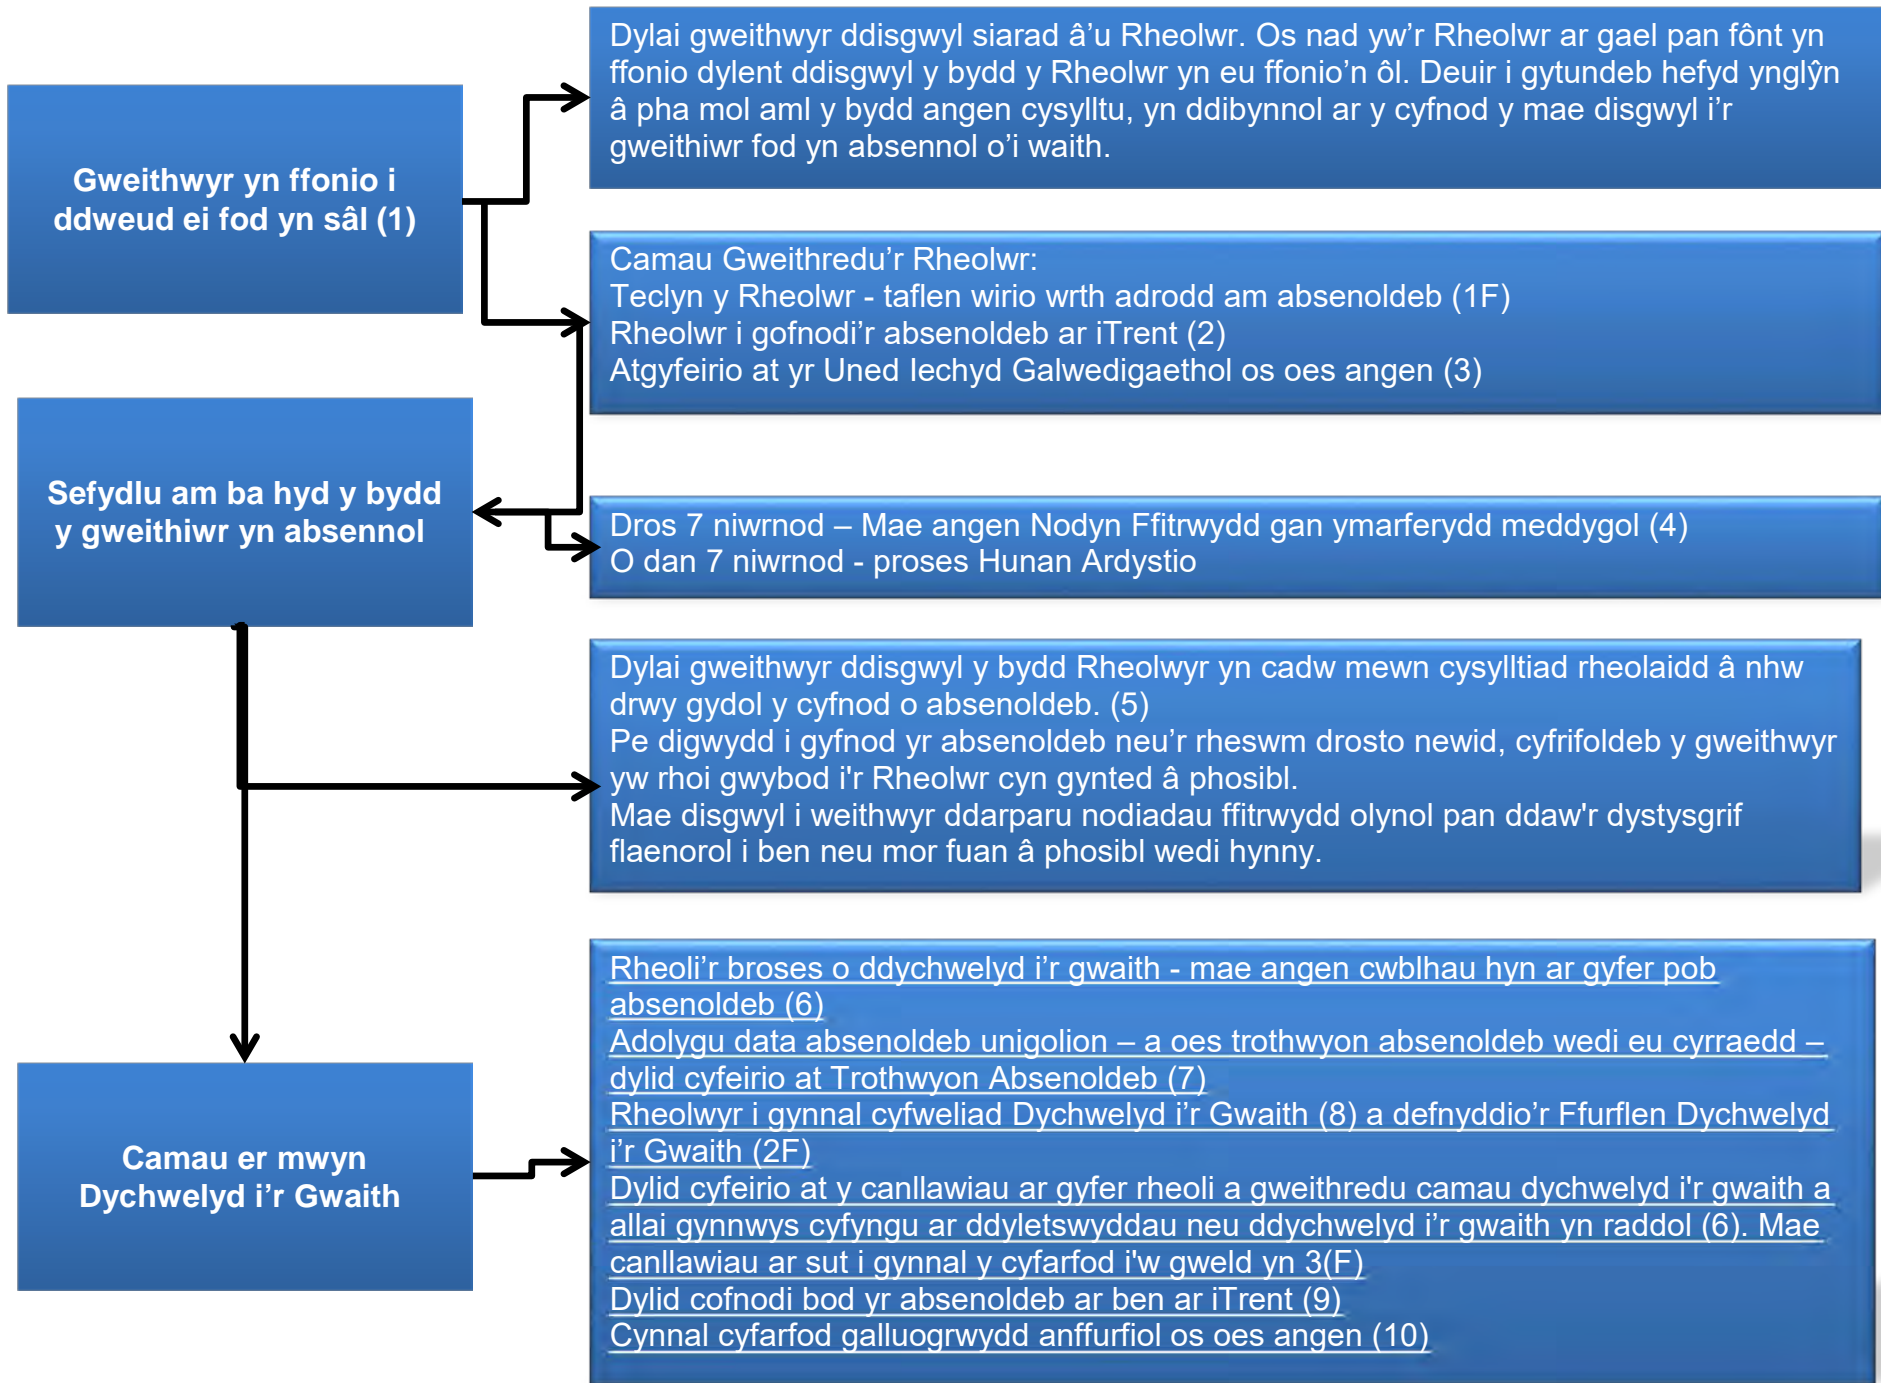 Dylai gweithwyr ddisgwyl siarad â’u Rheolwr. Os nad yw’r Rheolwr ar gael pan fônt yn
ffonio dylent ddisgwyl y bydd y Rheolwr yn eu ffonio’n ôl. Deuir i gytundeb hefyd ynglŷn
â pha mol aml y bydd angen cysylltu, yn ddibynnol ar y cyfnod y mae disgwyl i’r
gweithiwr fod yn absennol o’i waith.
Gweithwyr yn ffonio i
ddweud ei fod yn sâl (1)
Camau Gweithredu’r Rheolwr:
Teclyn y Rheolwr - taflen wirio wrth adrodd am absenoldeb (1F)
Rheolwr i gofnodi’r absenoldeb ar iTrent (2)
Atgyfeirio at yr Uned Iechyd Galwedigaethol os oes angen (3)
Sefydlu am ba hyd y bydd
y gweithiwr yn absennol
Dros 7 niwrnod – Mae angen Nodyn Ffitrwydd gan ymarferydd meddygol (4)
O dan 7 niwrnod - proses Hunan Ardystio
Dylai gweithwyr ddisgwyl y bydd Rheolwyr yn cadw mewn cysylltiad rheolaidd â nhw
drwy gydol y cyfnod o absenoldeb. (5)
Pe digwydd i gyfnod yr absenoldeb neu’r rheswm drosto newid, cyfrifoldeb y gweithwyr
yw rhoi gwybod i'r Rheolwr cyn gynted â phosibl.
Mae disgwyl i weithwyr ddarparu nodiadau ffitrwydd olynol pan ddaw'r dystysgrif
flaenorol i ben neu mor fuan â phosibl wedi hynny.
Camau er mwyn
Dychwelyd i’r Gwaith
Rheoli’r broses o ddychwelyd i’r gwaith - mae angen cwblhau hyn ar gyfer pob
absenoldeb (6)
Adolygu data absenoldeb unigolion – a oes trothwyon absenoldeb wedi eu cyrraedd –
dylid cyfeirio at Trothwyon Absenoldeb (7)
Rheolwyr i gynnal cyfweliad Dychwelyd i’r Gwaith (8) a defnyddio’r Ffurflen Dychwelyd
i’r Gwaith (2F)
Dylid cyfeirio at y canllawiau ar gyfer rheoli a gweithredu camau dychwelyd i'r gwaith a
allai gynnwys cyfyngu ar ddyletswyddau neu ddychwelyd i’r gwaith yn raddol (6). Mae
canllawiau ar sut i gynnal y cyfarfod i'w gweld yn 3(F)
Dylid cofnodi bod yr absenoldeb ar ben ar iTrent (9)
Cynnal cyfarfod galluogrwydd anffurfiol os oes angen (10)